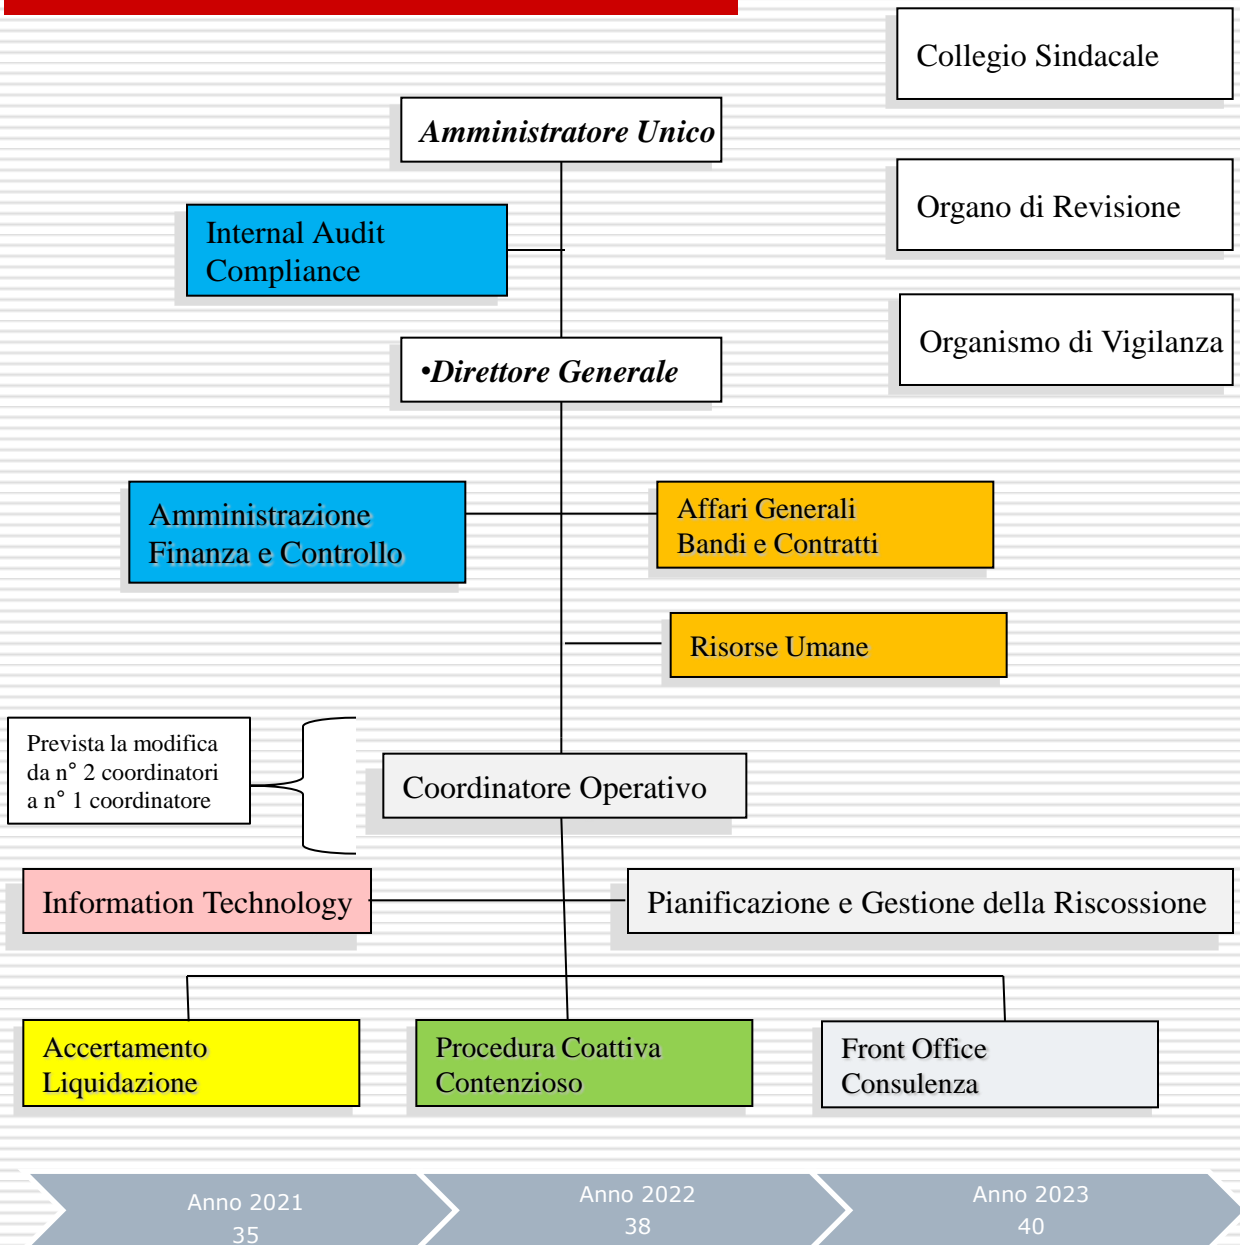 Collegio Sindacale
Amministratore Unico
Organo di Revisione
Internal Audit
Compliance
Organismo di Vigilanza
•Direttore Generale
Amministrazione
Finanza e Controllo
Affari Generali
Bandi e Contratti
Risorse Umane
Prevista la modifica
da n° 2 coordinatori
a n° 1 coordinatore
Coordinatore Operativo
Information Technology
Pianificazione e Gestione della Riscossione
Accertamento
Liquidazione
Procedura Coattiva
Contenzioso
Front Office
Consulenza
Anno 2021
35
Anno 2022
38
Anno 2023
40